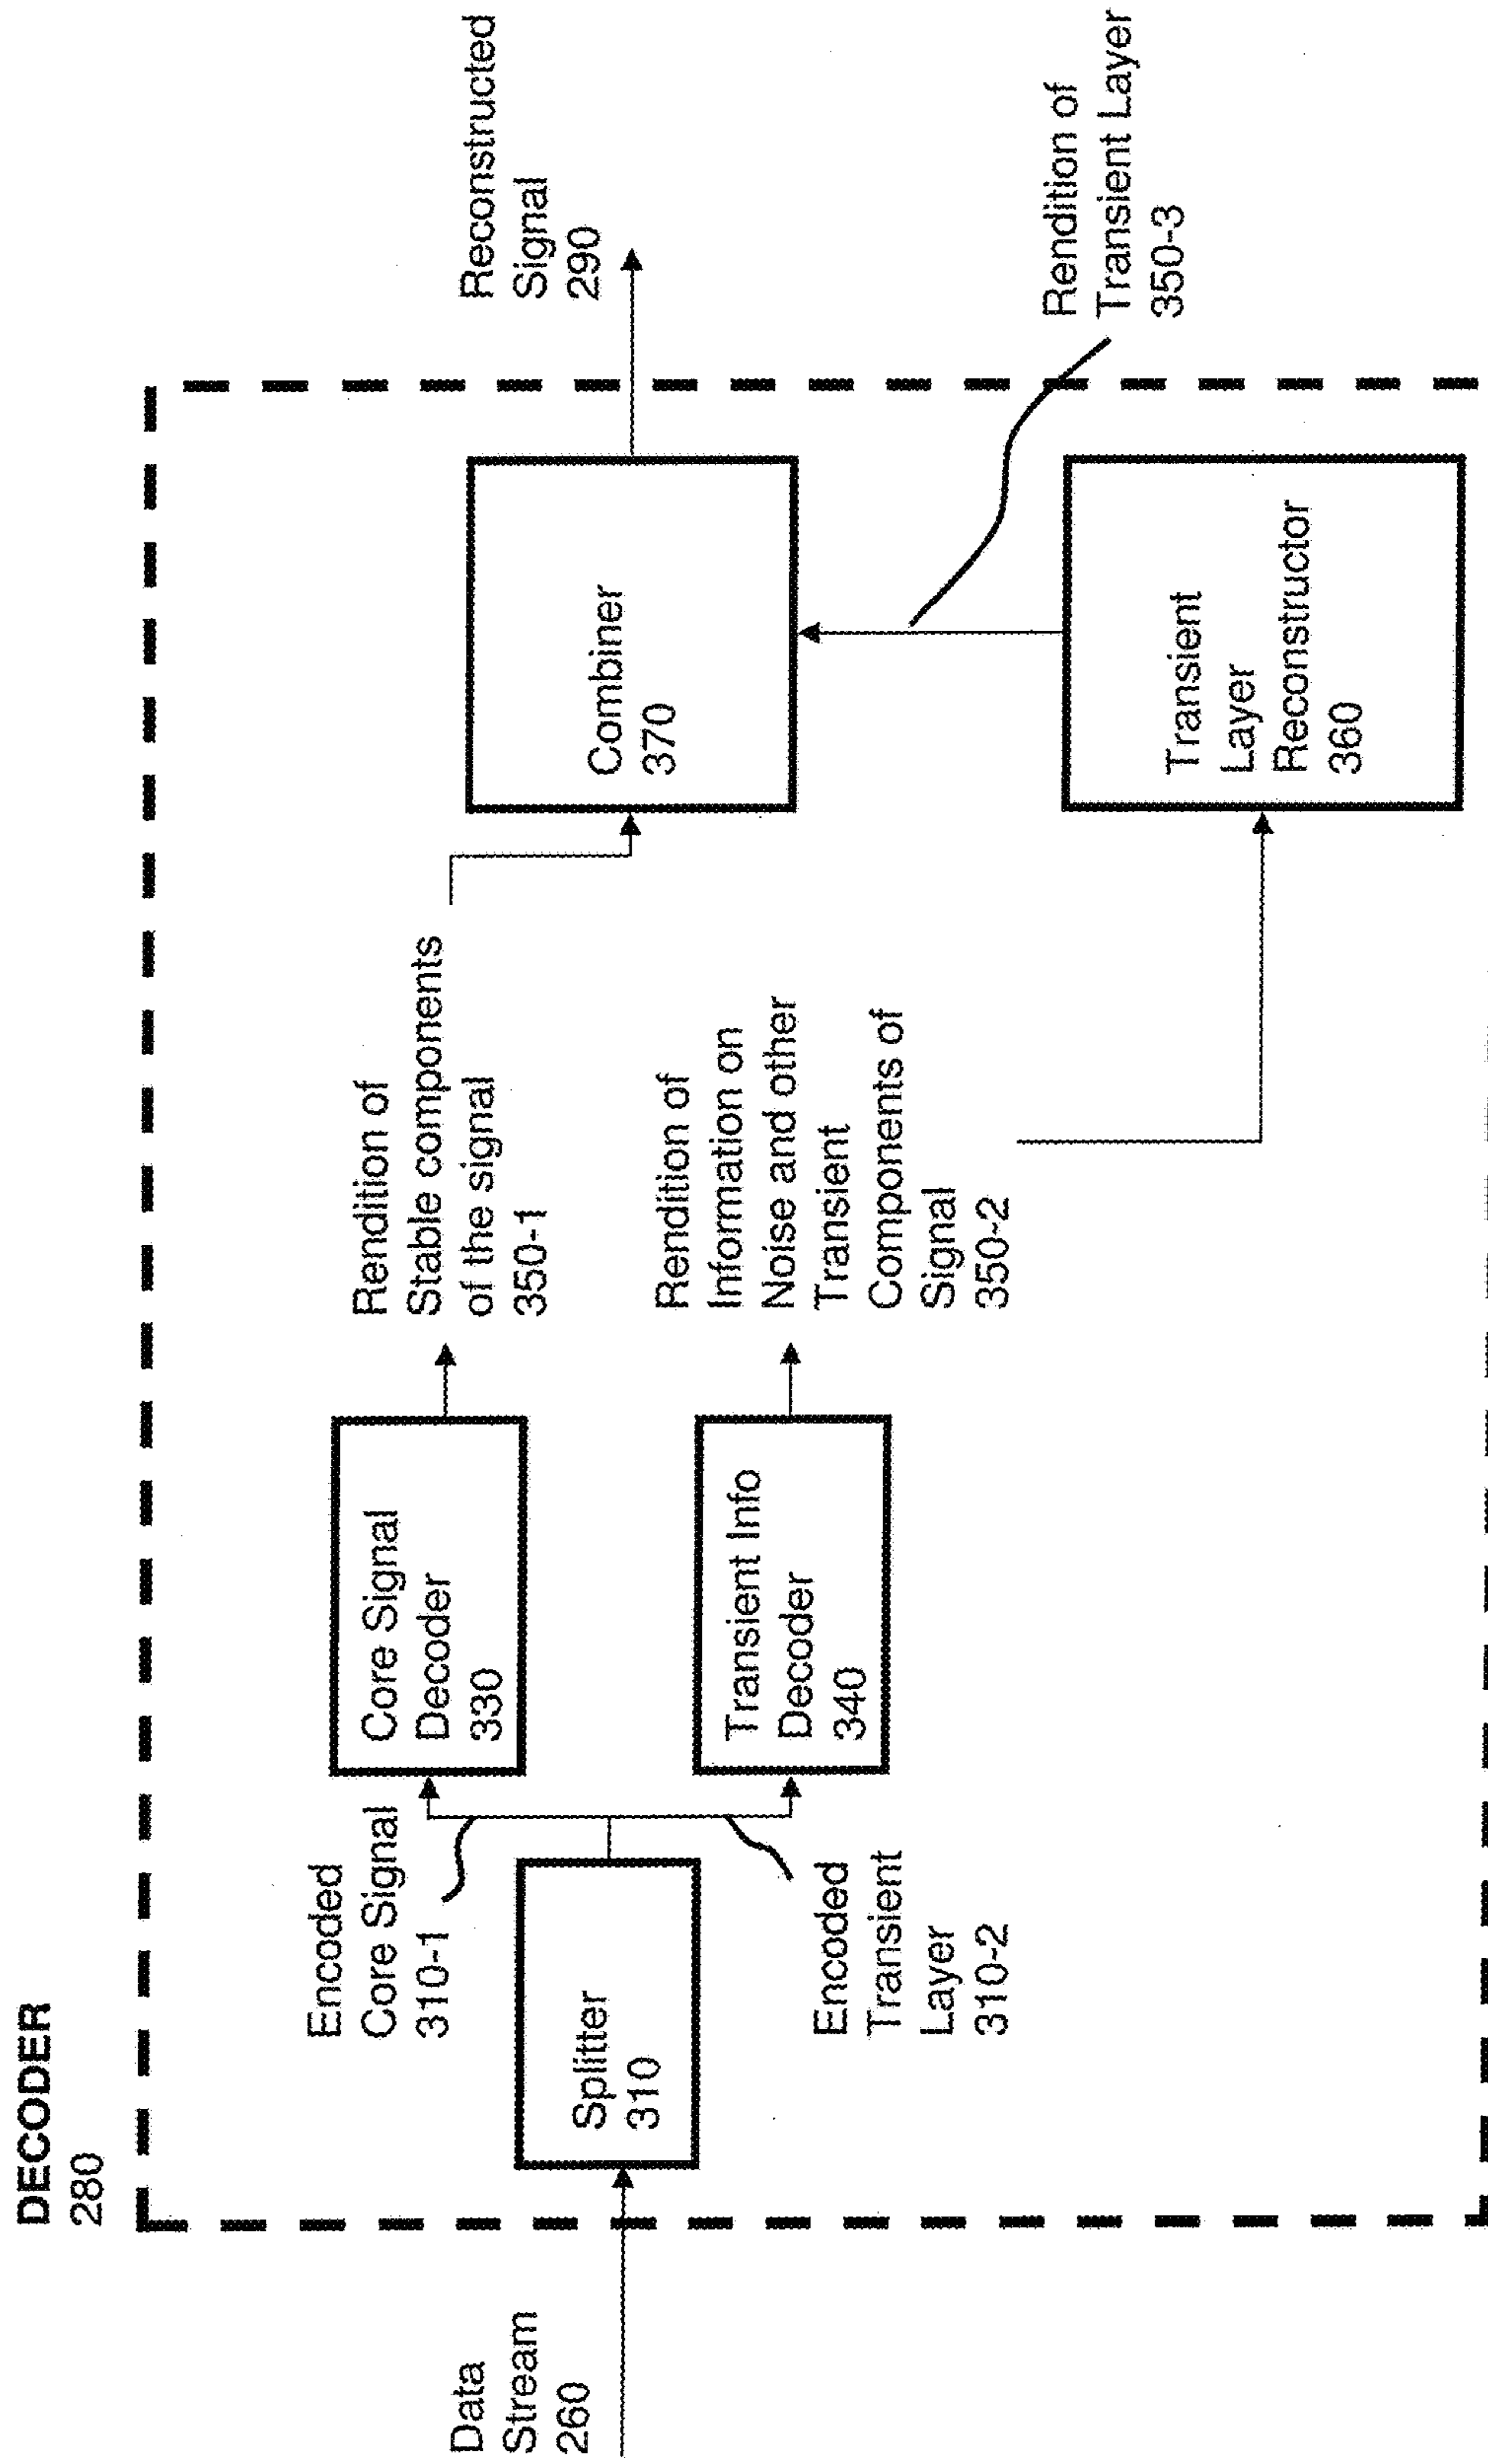 DECODER
280
Data
Stream
260
Splitter
310
Encoded
Core Signal
310-1
Encoded
Transient
Layer
310-2
Core Signal
Decoder
330
Transient Info
Decoder
340
Rendition of
Stable components
of the signal
350-1
Rendition of
Information on
Noise and other
Transient
Components of
Signal
350-2
Combiner
370
Transient
Layer
Reconstructor
360
Reconstructed
Signal
290
Rendition of
Transient Layer
350-3